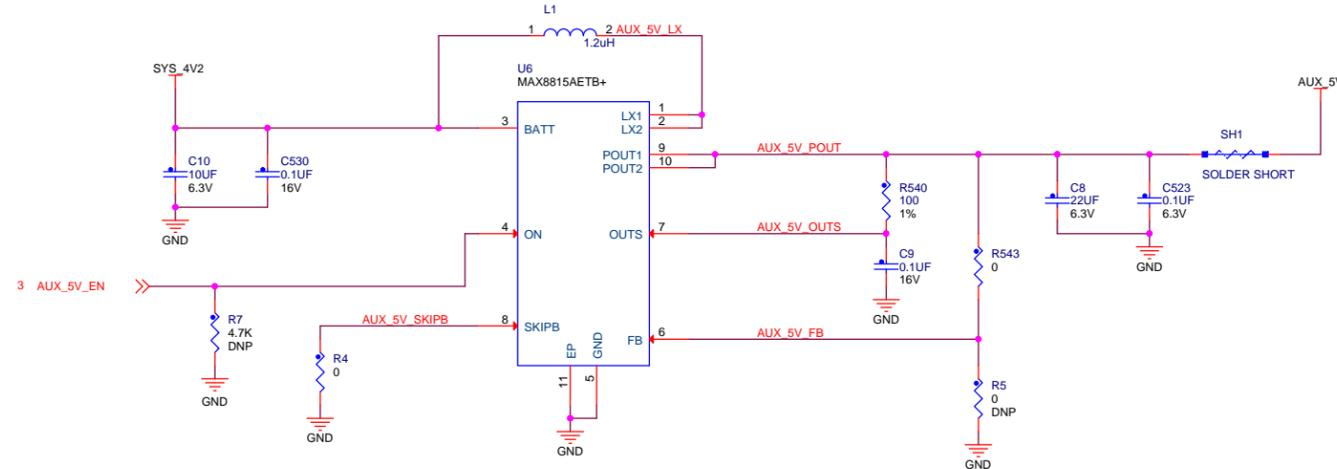 L1
1
2
AUX_5V_LX
1.2uH
SYS_4V2
U6
MAX8815AETB+
AUX_5V
3
BATT
LX1
1
LX2
2
C10
10UF
6.3V
C530
0.1UF
16V
GND
POUT1
9
POUT2
10
AUX_5V_POUT
SH1
SOLDER SHORT
R540
100
1%
C8
22UF
6.3V
C523
0.1UF
6.3V
GND
4
ON
OUTS
7
AUX_5V_OUTS
C9
0.1UF
16V
GND
R543
0
3 AUX_5V_EN
R7
4.7K
DNP
GND
AUX_5V_SKIPB
8
SKIPB
R4
0
GND
FB
6
AUX_5V_FB
EP
GND
11
5
GND
R5
0
DNP
GND